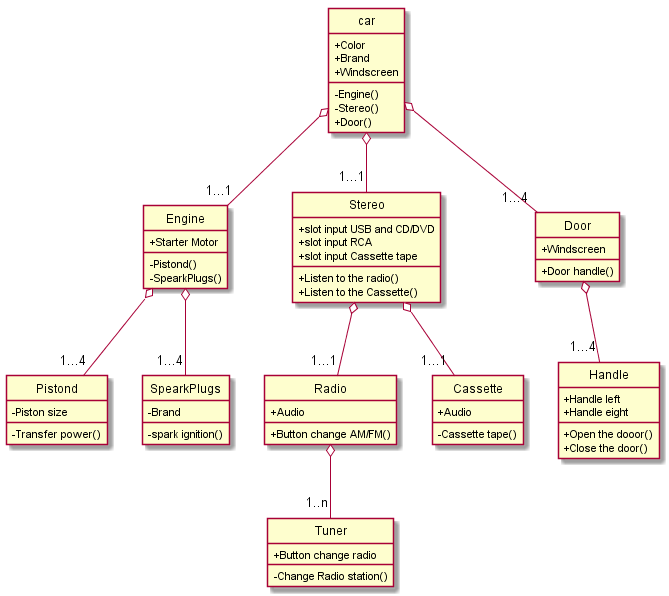 car
+Color
+Brand
+Windscreen
-Engine()
-Stereo()
+Door()
1...1
1...1
1...4
Engine
+Starter Motor
-Pistond()
-SpearkPlugs()
Stereo
+slot input USB and CD/DVD
+slot input RCA
+slot input Cassette tape
+Listen to the radio()
+Listen to the Cassette()
Door
+Windscreen
+Door handle()
1...4
1...4
1...1
1...1
1...4
Pistond
-Piston size
-Transfer power()
SpearkPlugs
-Brand
-spark ignition()
Radio
+Audio
+Button change AM/FM()
Cassette
+Audio
-Cassette tape()
Handle
+Handle left
+Handle eight
+Open the dooor()
+Close the door()
1..n
Tuner
+Button change radio
-Change Radio station()